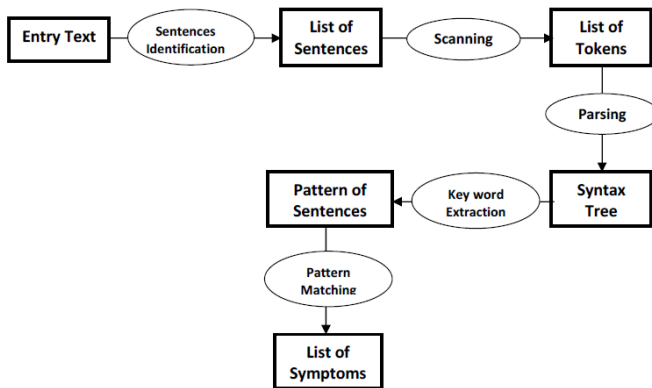 Entry Text
Sentences
Identification
List of
Sentences
Scanning
List of
Tokens
Parsing
Syntax
Tree
Key word
Extraction
Pattern of
Sentences
Pattern
Matching
List of
Symptoms